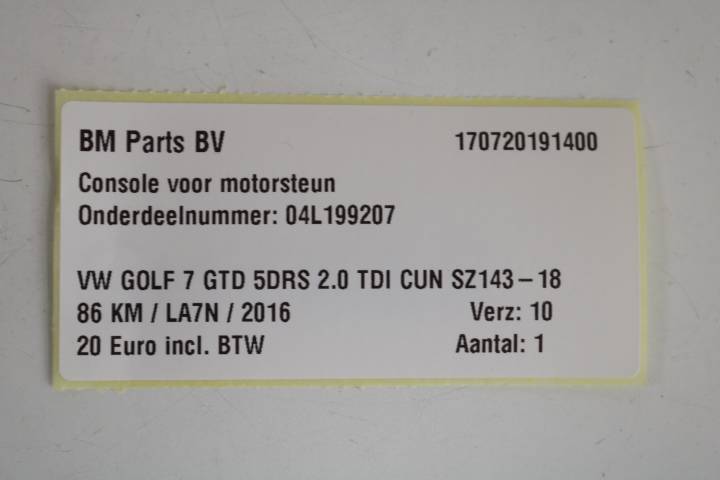 BM Parts BV 170720191400
Console voor motorsteun
Onderdeelnummer: 04L199207
VW GOLF 7 GTD 5DRS 2.0 TDI CUN SZ143-18
86 KM / LA7N / 2016 Verz: 10
20 Euro incl. BTW Aantal: 1